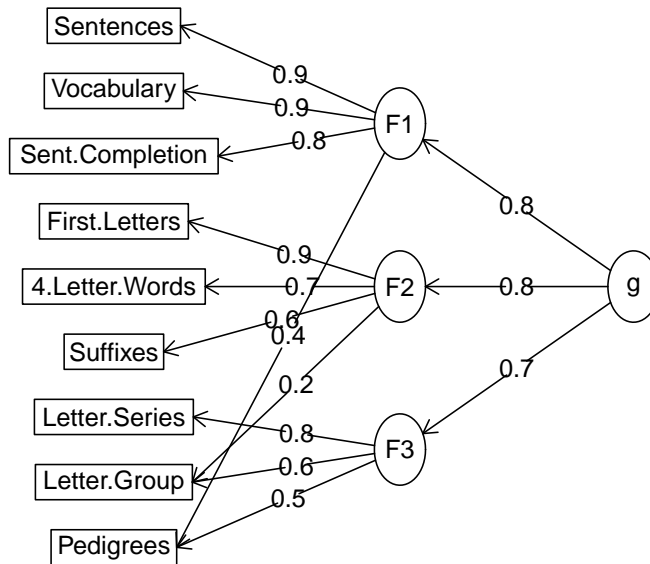 Sentences
Vocabulary
Sent.Completion
First.Letters
4.Letter.Words
Suffixes
Letter.Series
Letter.Group
Pedigrees
0.9
0.9
0.8
0.9
0.7
0.6
0.4
0.2
0.8
0.6
0.5
F1
F2
F3
0.8
0.8
0.7
g